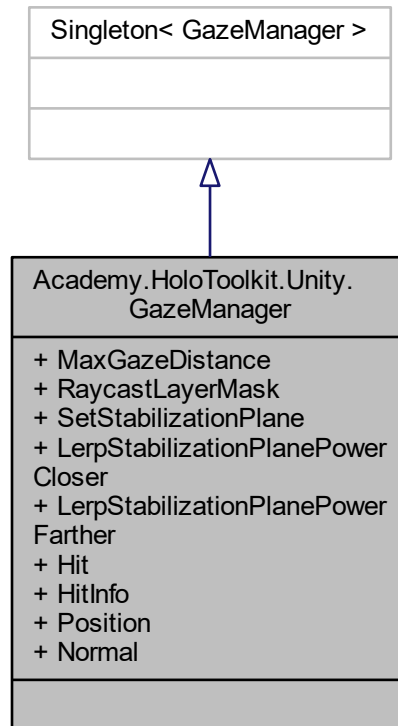 Singleton< GazeManager >
Academy.HoloToolkit.Unity.
GazeManager
+ MaxGazeDistance
+ RaycastLayerMask
+ SetStabilizationPlane
+ LerpStabilizationPlanePower
Closer
+ LerpStabilizationPlanePower
Farther
+ Hit
+ HitInfo
+ Position
+ Normal